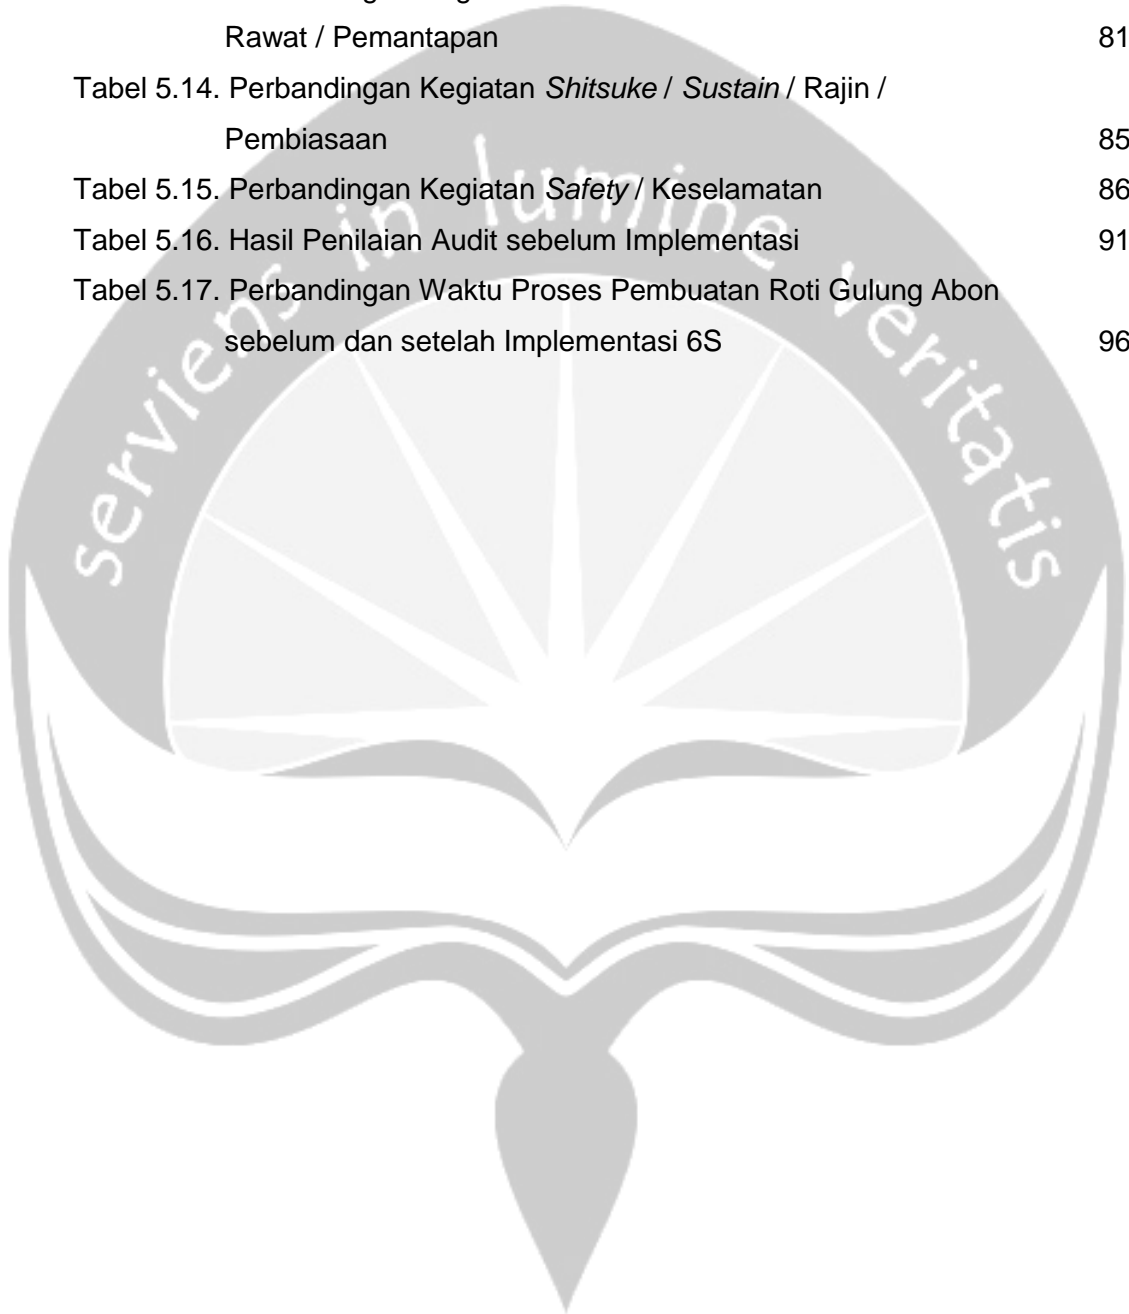 Rawat / Pemantapan 81
Tabel 5.14. Perbandingan Kegiatan Shitsuke / Sustain / Rajin /
Pembiasaan 85
Tabel 5.15. Perbandingan Kegiatan Safety / Keselamatan 86
Tabel 5.16. Hasil Penilaian Audit sebelum Implementasi 91
Tabel 5.17. Perbandingan Waktu Proses Pembuatan Roti Gulung Abon
sebelum dan setelah Implementasi 6S 96
serviens in lumine veritatis